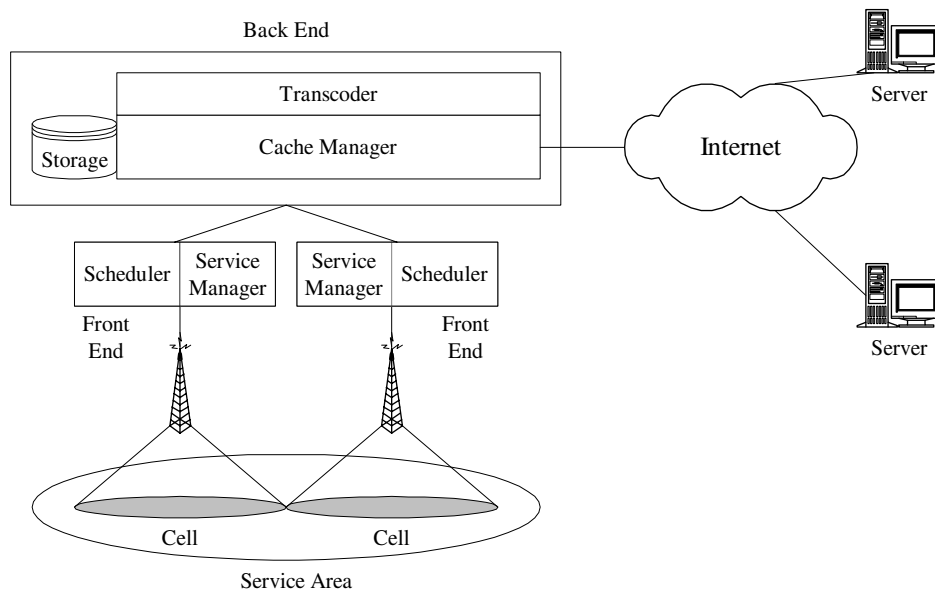 Back End
Transcoder
Cache Manager
Storage
Internet
Server
Server
Scheduler
Service
Manager
Service
Manager
Scheduler
Front
End
Front
End
Cell
Cell
Service Area